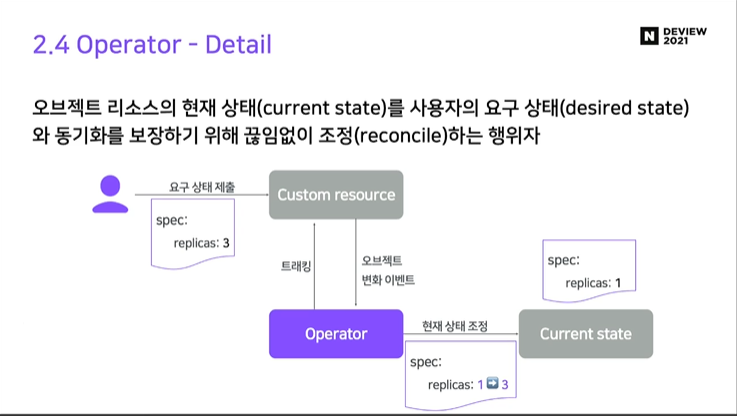 2.4 Operator - Detail
N DEVIEW
2021
오브젝트 리소스의 현재 상태(current state)를 사용자의 요구 상태(desired state)
와 동기화를 보장하기 위해 끊임없이 조정(reconcile)하는 행위자
요구 상태 제출
Custom resource
spec:
replicas: 3
트래킹
오브젝트
변화 이벤트
spec:
replicas: 1
Operator
현재 상태 조정
Current state
spec:
replicas: 1 ➡️ 3